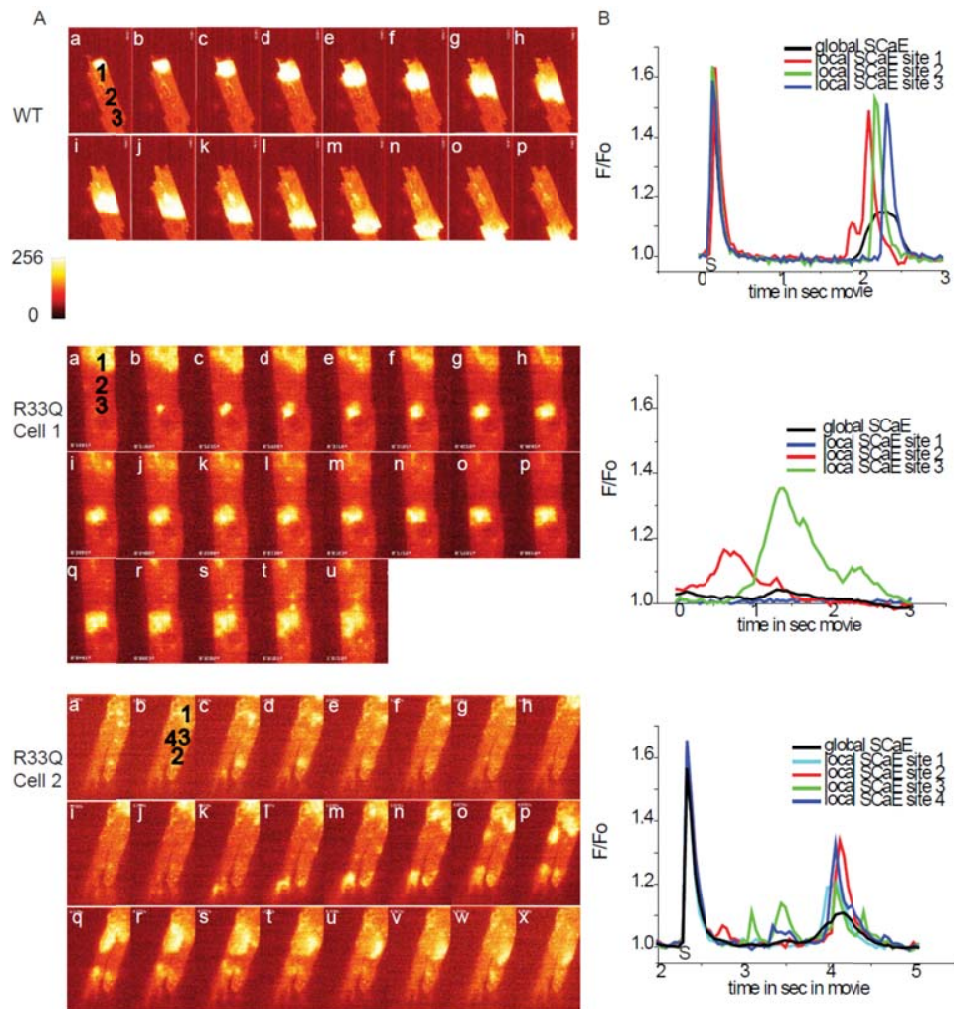 A
B
a b c d e f g h
1
2
3
WT
i j k l m n o p
256
0
global SCaE
local SCaE site 1
local SCaE site 2
local SCaE site 3
1.6
1.4
1.2
1.0
F/Fo
S
0 1 2 3
time in sec movie
a b c d e f g h
1
2
3
R33Q
Cell 1
i j k l m n o p
q r s t u
global SCaE
local SCaE site 1
local SCaE site 2
local SCaE site 3
1.6
1.4
1.2
1.0
F/Fo
0 1 2 3
time in sec movie
a b c d e f g h
1
43
2
R33Q
Cell 2
i j k l m n o p
q r s t u v w x
global SCaE
local SCaE site 1
local SCaE site 2
local SCaE site 3
local SCaE site 4
1.6
1.4
1.2
1.0
F/Fo
S
2 3 4 5
time in sec in movie